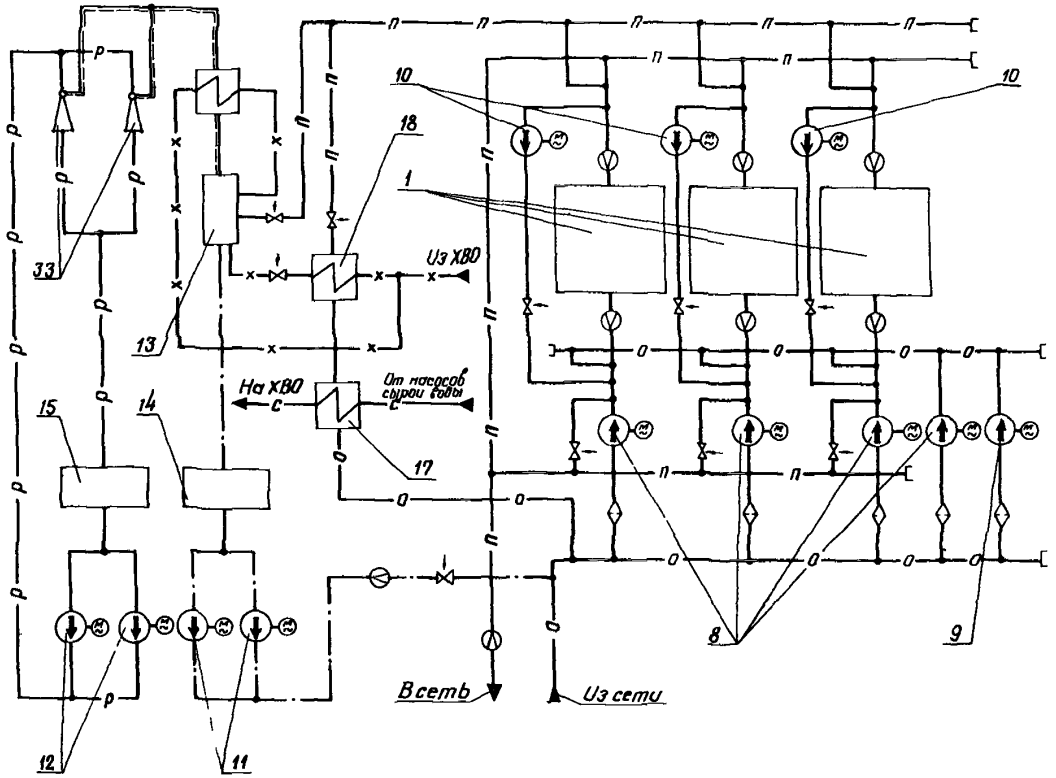 п п п п
п п
10
10
р
п
п
р
х
п
х
18
1
р
р
33
13
х
х
Из ХВО
х
х
п
о о о
р
х х
15
14
На ХВО
с
От насосов
сырой воды
с
17
п
р
о
п п
о о
р
п
о о о
р
о
8
9
р
В сеть
Из сети
12
11